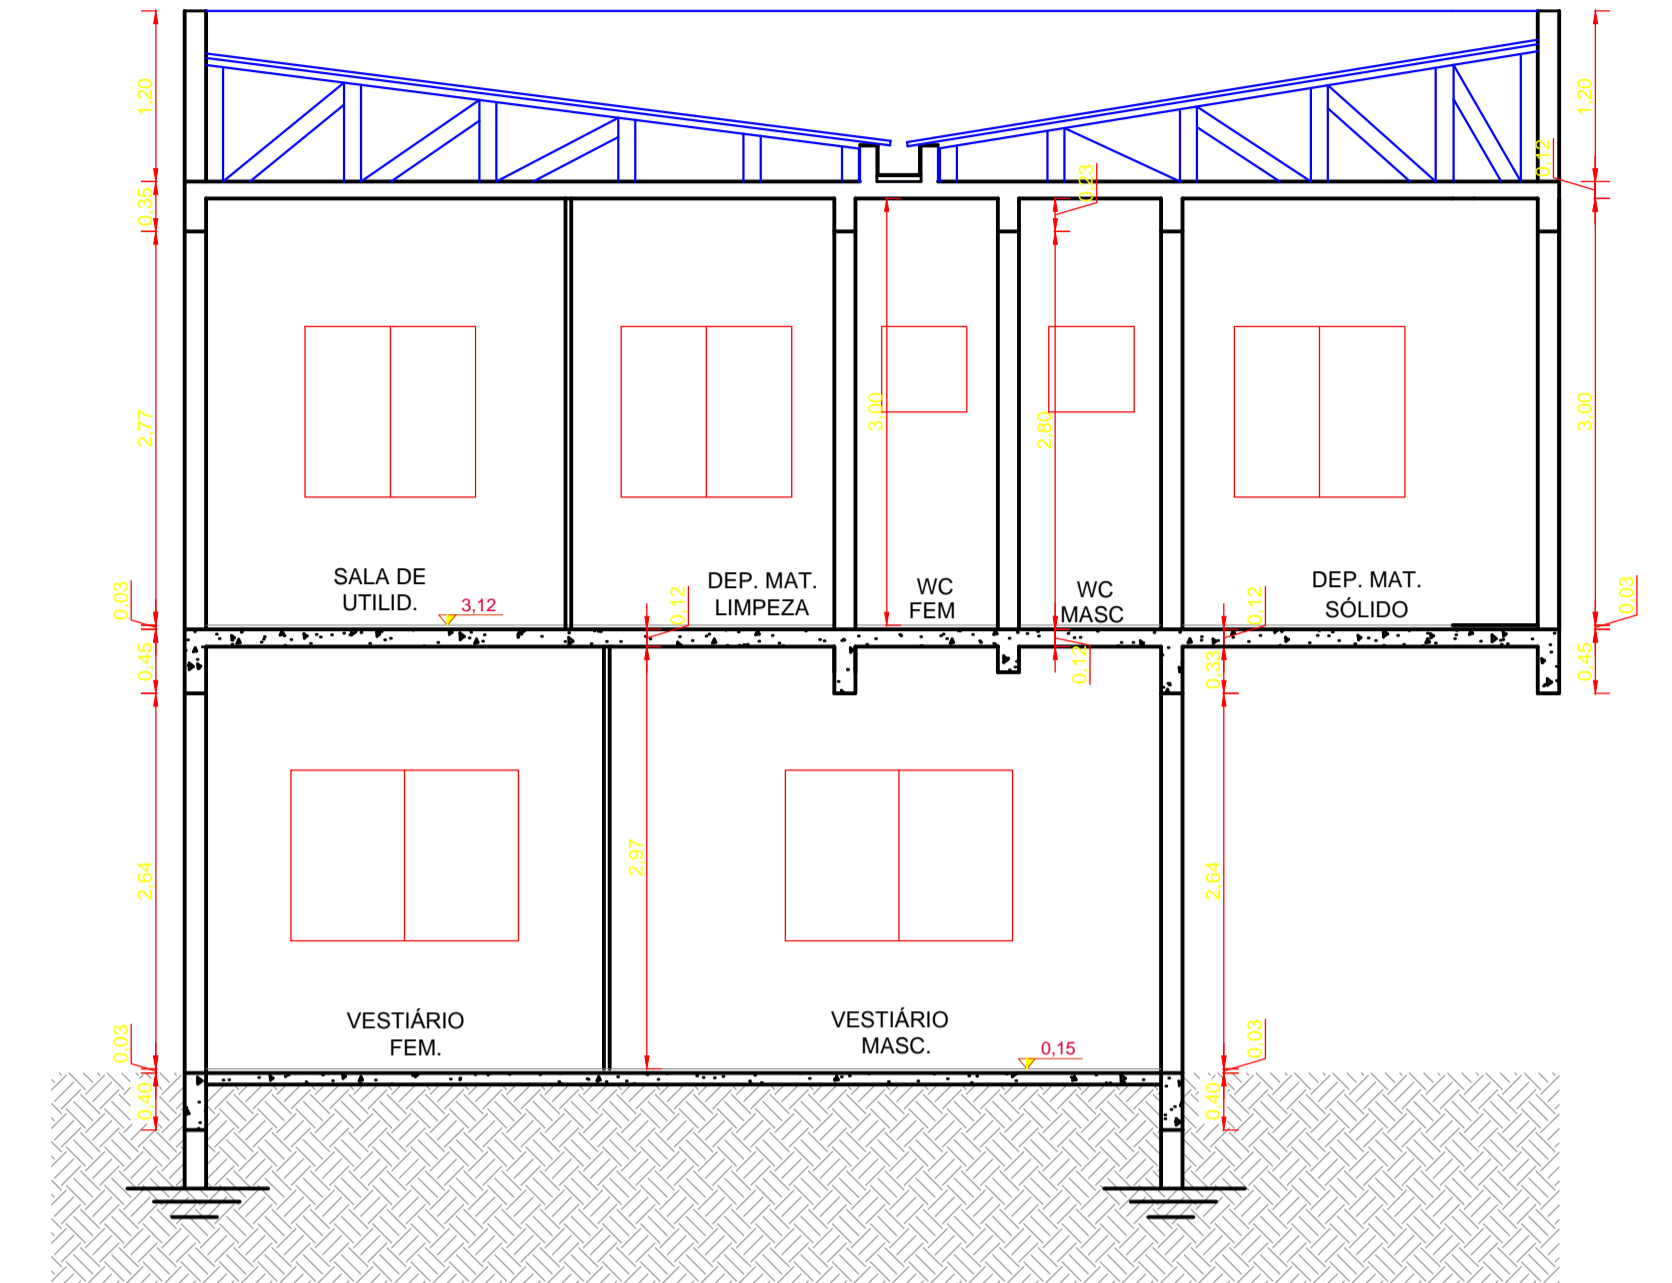 1,20
1,20
0,12
0,35
0,23
2,77
3,00
2,80
3,00
SALA DE
UTILID.
3,12
DEP. MAT.
LIMPEZA
WC
FEM
WC
MASC
DEP. MAT.
SÓLIDO
0,03
0,12
0,12
0,03
0,45
0,12
0,33
0,45
2,64
2,97
2,64
VESTIÁRIO
FEM.
VESTIÁRIO
MASC.
0,15
0,03
0,03
0,40
0,40